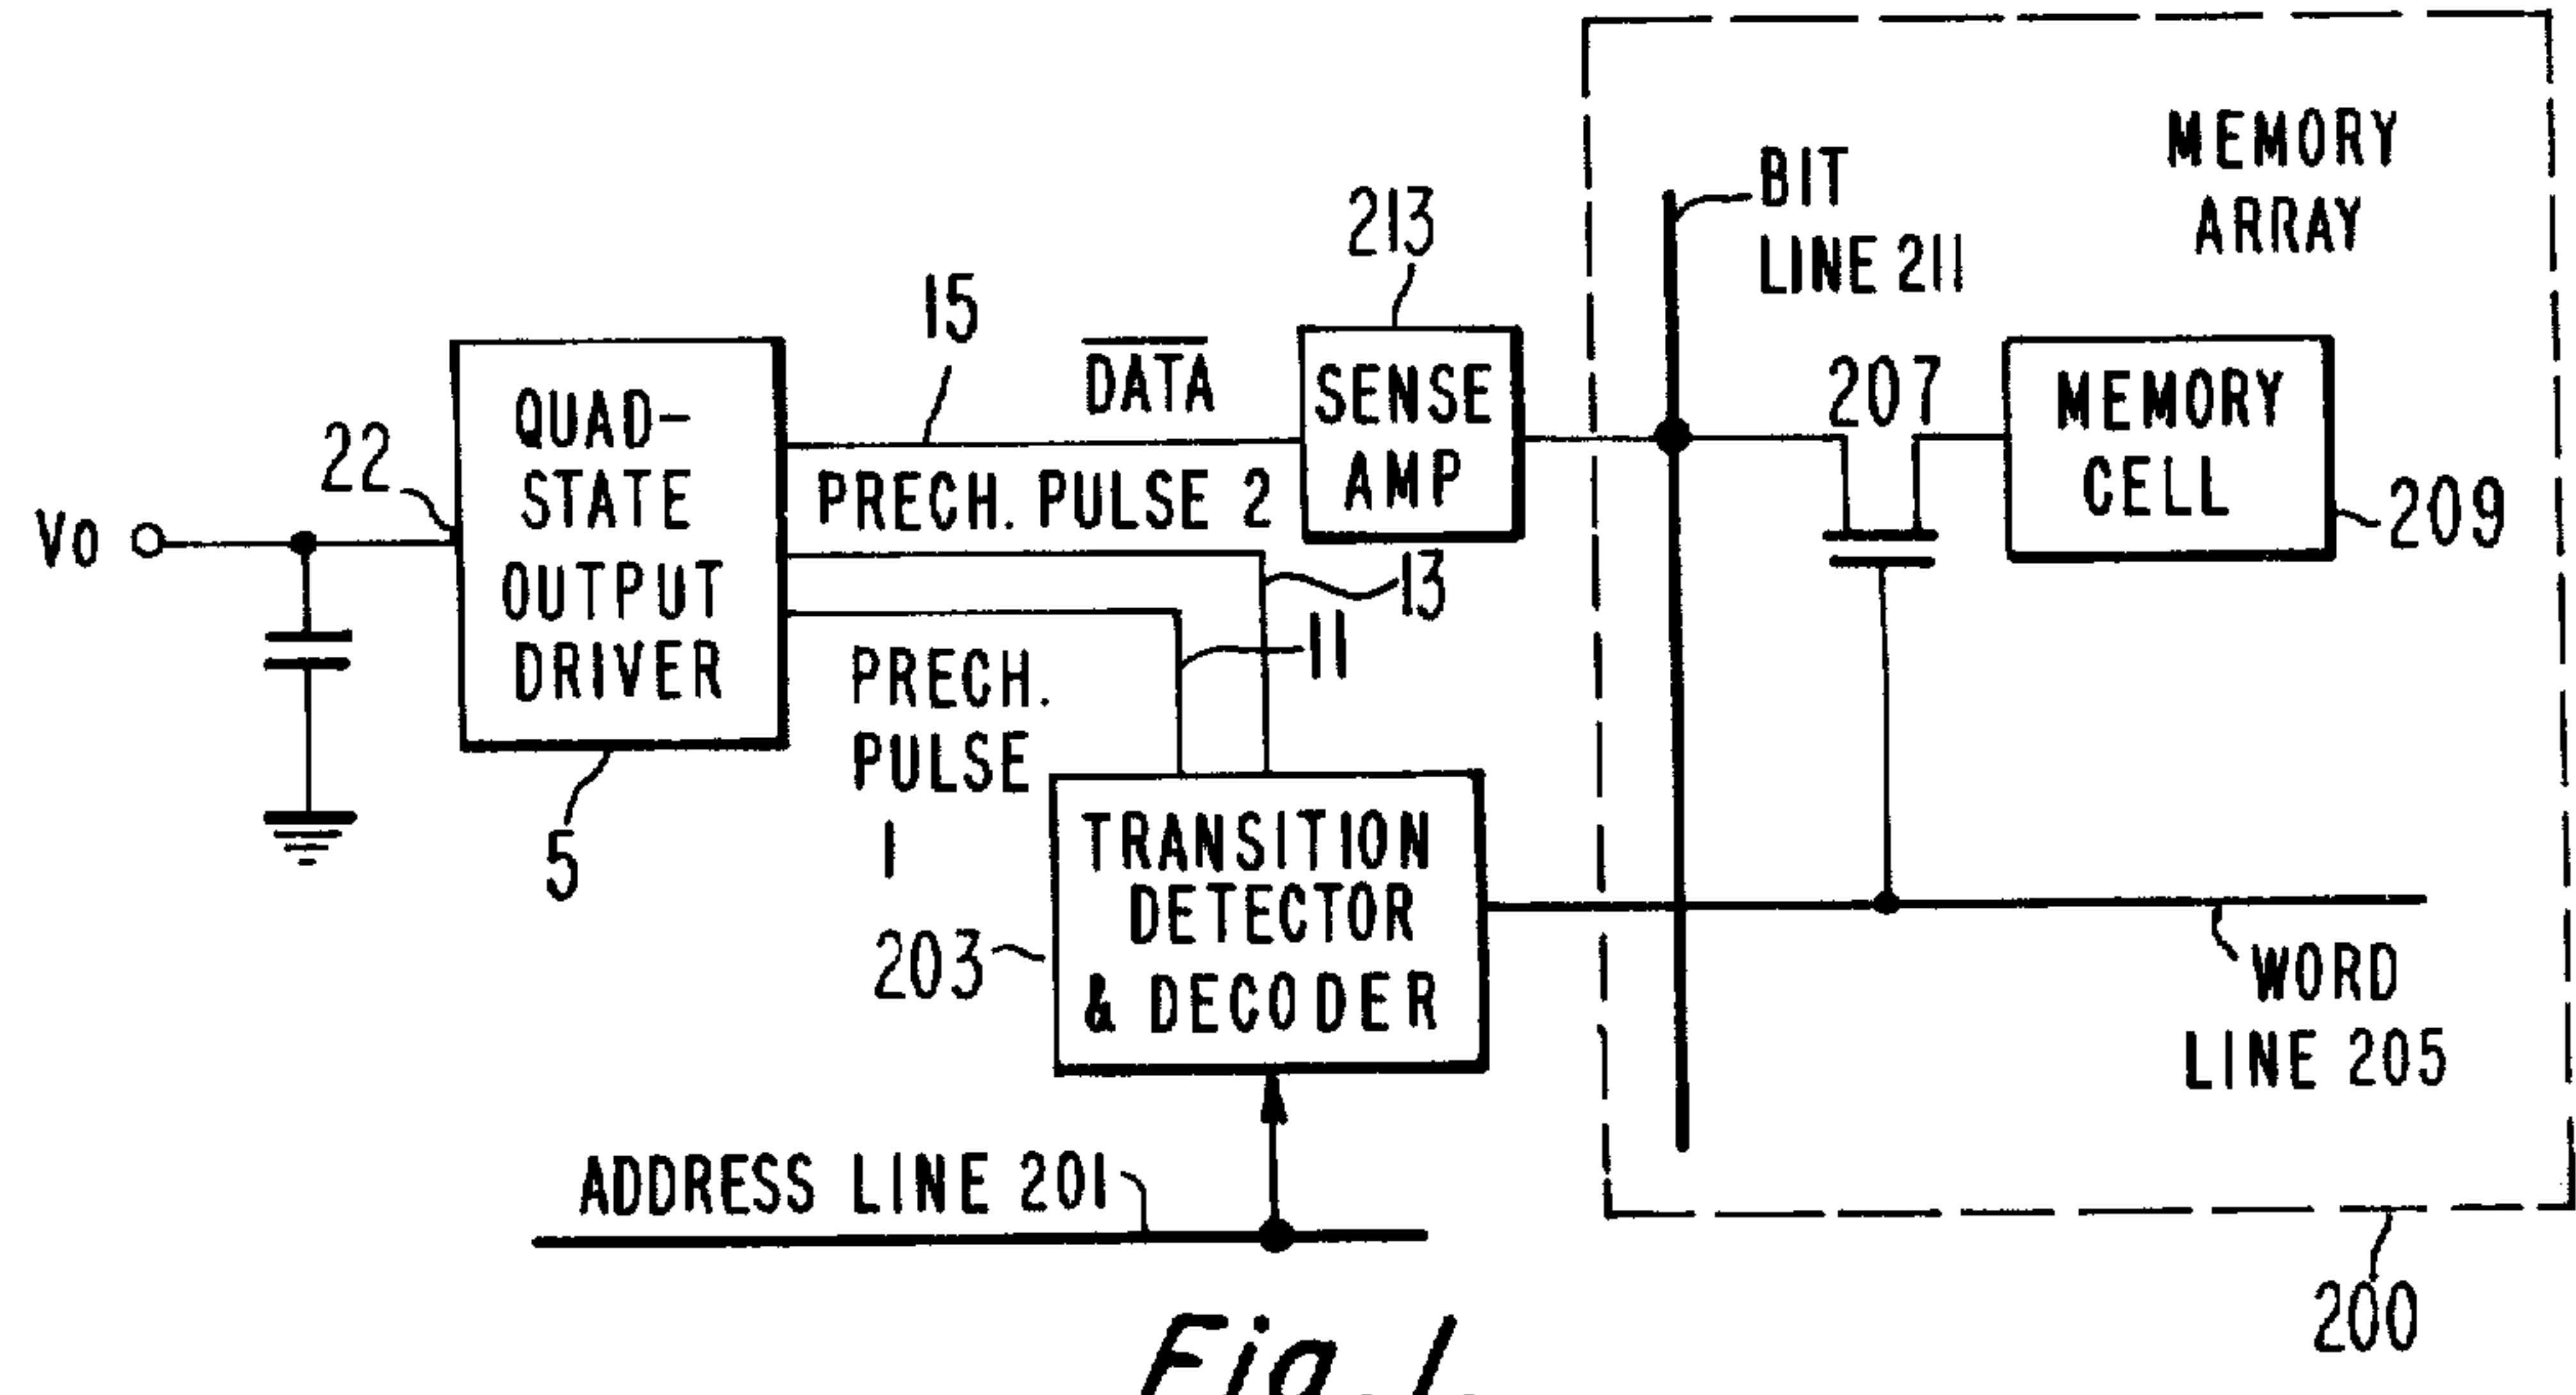 MEMORY
ARRAY
BIT
LINE 211
213
15
D̅A̅T̅A̅
SENSE
AMP
207
MEMORY
CELL
209
QUAD-
STATE
OUTPUT
DRIVER
22
Vo
PRECH. PULSE 2
13
11
PRECH.
PULSE
1
5
TRANSITION
DETECTOR
& DECODER
203
WORD
LINE 205
ADDRESS LINE 201
200
Fig. 1.